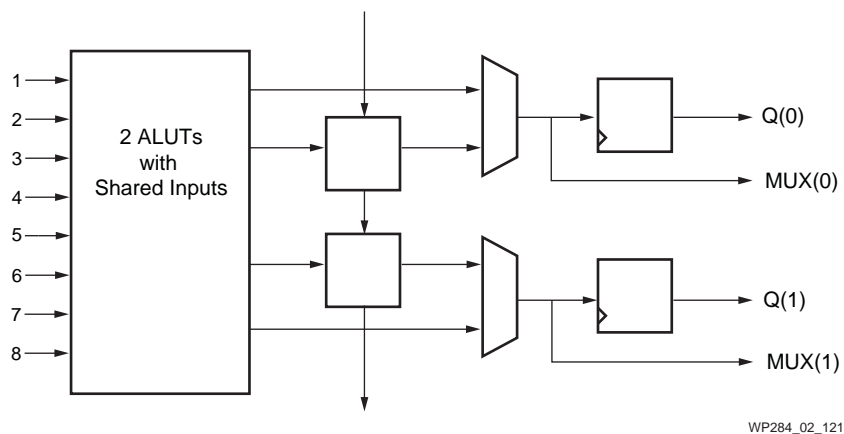 1
2
3
4
5
6
7
8
2 ALUTs
with
Shared Inputs
Q(0)
MUX(0)
Q(1)
MUX(1)
WP284_02_121